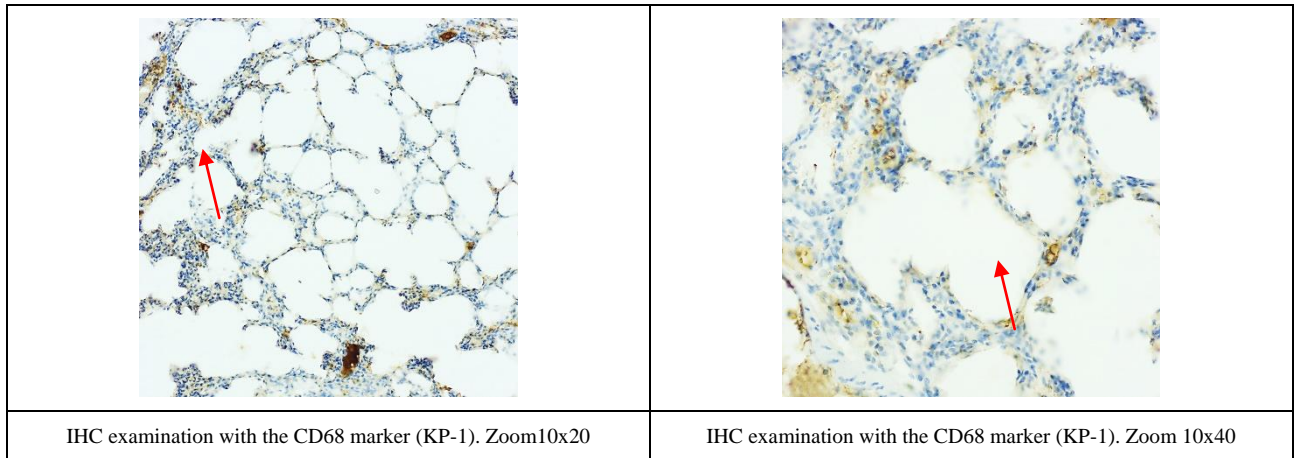 IHC examination with the CD68 marker (KP-1). Zoom10x20
IHC examination with the CD68 marker (KP-1). Zoom 10x40